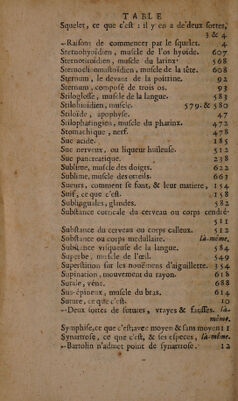 TABLE
Squelet, ce que c'est : il y en a de deux sortes,
3 & 4
-- Raisons de commencer par le squelet. 4
Sternohyoïdien, muscle de l'os hyoïde. 607
Sternotiroïdien, muscle du larinx. 568
Sternoclinomastoïdien, muscle de la tête. 608
Sternum, le devant de la poitrine. 92
Sternum, composé de trois os. 93
Stiloglosse, muscle de la langue. 583
Stilohioïdien, muscle. 579. & 580
Stiloïde, apophyse. 47
Stilopharingien, muscle du pharinx. 472
Stomachique, nerf. 478
Suc acide. 185
Suc nerveux, ou liqueur huileuse. 512
Suc pancreatique. 238
Sublime, muscle des doigts. 622
Sublime, muscle des orteils. 663
Sueurs, comment se font, & leur matiere, 154
Suif, ce que c'est. 158
Sublinguales, glandes. 582
Substance corticale du cerveau ou corps cendré.
511
Substance du cerveau ou corps calleux. 512
Substance ou corps medullaire. là-même.
Substance visqueuse de la langue. 584
Superbe, muscle de l'œil. 549
Superstition sur les nouëmens d'aiguillette. 354
Supination, mouvement du rayon. 618
Surale, véne. 688
Sus-épineux, muscle du bras. 614
Suture, ce que c'est. 10
-- Deux sortes de sutures, vrayes & fausses. là-
même.
Symphise, ce que c'est avec moyen & sans moyen 11
Synartrose, ce que c'est, & ses especes, là-même.
-- Bartolin n'admet point de synartrose. 12